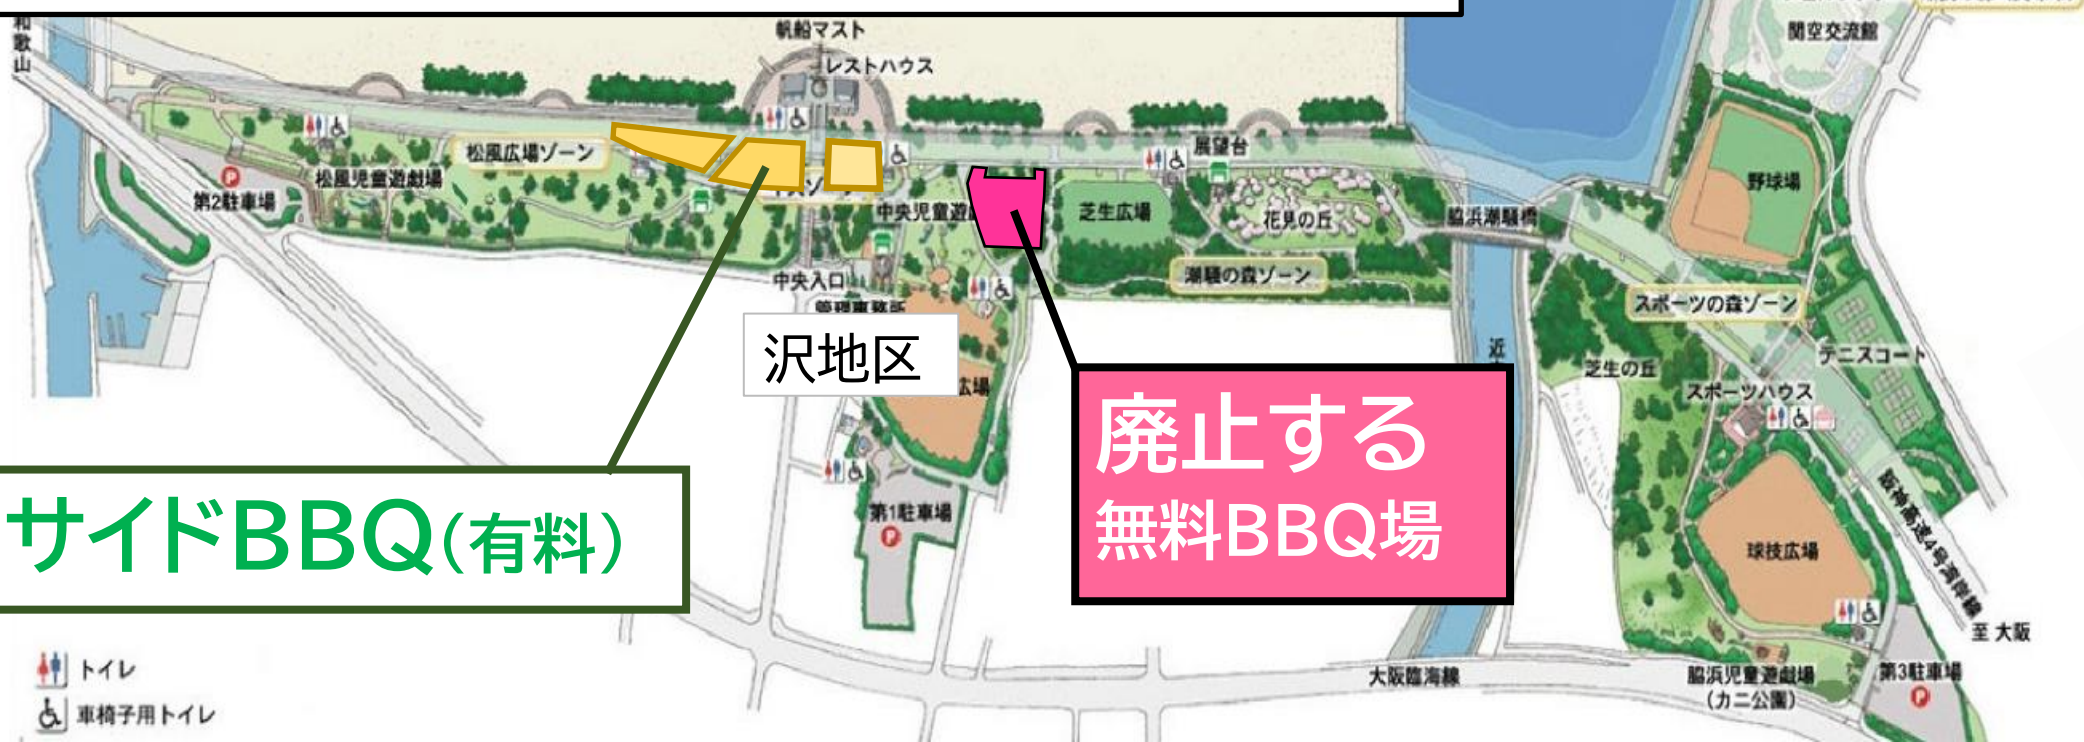 和歌山
帆船マスト
レストハウス
関空交流館
松風広場ゾーン
展望台
野球場
第2駐車場
松風児童遊戯場
中央児童遊
芝生広場
花見の丘
脇浜潮騒橋
中央入口
管理事務所
潮騒の森ゾーン
スポーツの森ゾーン
沢地区
広場
近
芝生の丘
テニスコート
スポーツハウス
廃止する
無料BBQ場
サイドBBQ(有料)
第1駐車場
球技広場
阪神高速4号湾岸線
至 大阪
トイレ
車椅子用トイレ
大阪臨海線
脇浜児童遊戯場
(カニ公園)
第3駐車場